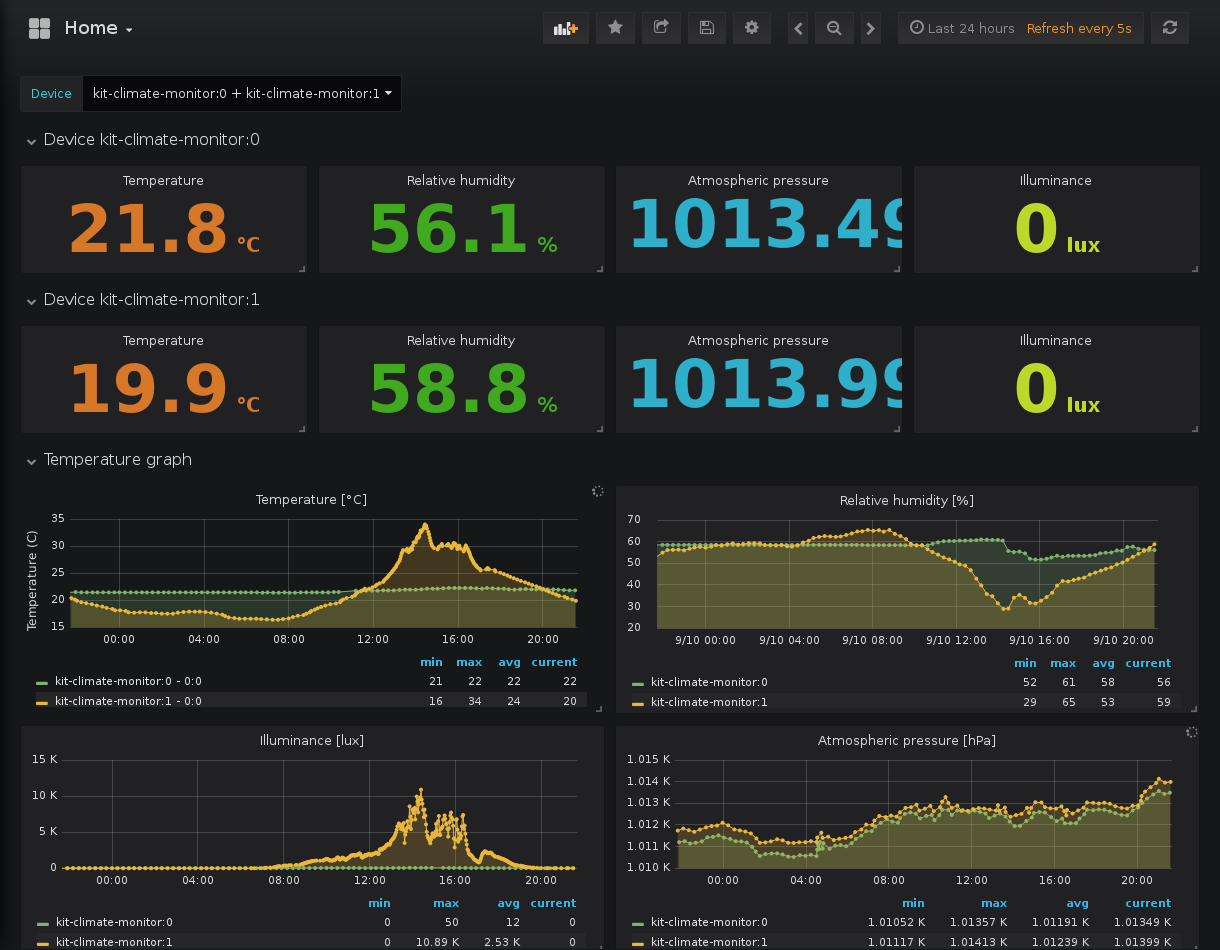 Home
Last 24 hours Refresh every 5s
Device kit-climate-monitor:0 + kit-climate-monitor:1
Device kit-climate-monitor:0
Temperature Relative humidity Atmospheric pressure Illuminance
21.8 °C 56.1 % 1013.49 0 lux
Device kit-climate-monitor:1
Temperature Relative humidity Atmospheric pressure Illuminance
19.9 °C 58.8 % 1013.99 0 lux
Temperature graph
Temperature [°C]
Temperature (C)
35
30
25
20
15
00:00 04:00 08:00 12:00 16:00 20:00
min max avg current
kit-climate-monitor:0 - 0:0 21 22 22 22
kit-climate-monitor:1 - 0:0 16 34 24 20
Relative humidity [%]
70
60
50
40
30
20
9/10 00:00 9/10 04:00 9/10 08:00 9/10 12:00 9/10 16:00 9/10 20:00
min max avg current
kit-climate-monitor:0 52 61 58 56
kit-climate-monitor:1 29 65 53 59
Illuminance [lux]
15 K
10 K
5 K
0
00:00 04:00 08:00 12:00 16:00 20:00
min max avg current
kit-climate-monitor:0 0 50 12 0
kit-climate-monitor:1 0 10.89 K 2.53 K 0
Atmospheric pressure [hPa]
1.015 K
1.014 K
1.013 K
1.012 K
1.011 K
1.010 K
00:00 04:00 08:00 12:00 16:00 20:00
min max avg current
kit-climate-monitor:0 1.01052 K 1.01357 K 1.01191 K 1.01349 K
kit-climate-monitor:1 1.01117 K 1.01413 K 1.01239 K 1.01399 K